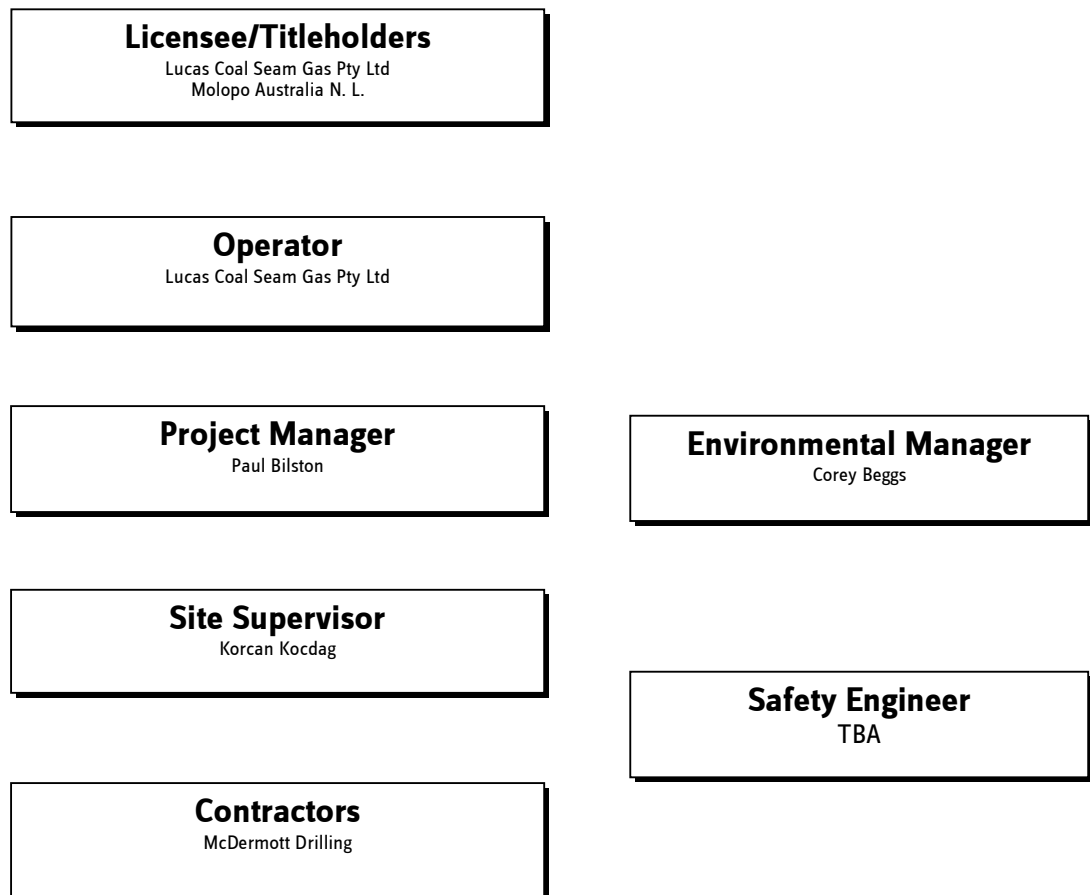 Licensee/Titleholders
Lucas Coal Seam Gas Pty Ltd
Molopo Australia N. L.
Operator
Lucas Coal Seam Gas Pty Ltd
Project Manager
Paul Bilston
Environmental Manager
Corey Beggs
Site Supervisor
Korcan Kocdag
Safety Engineer
TBA
Contractors
McDermott Drilling